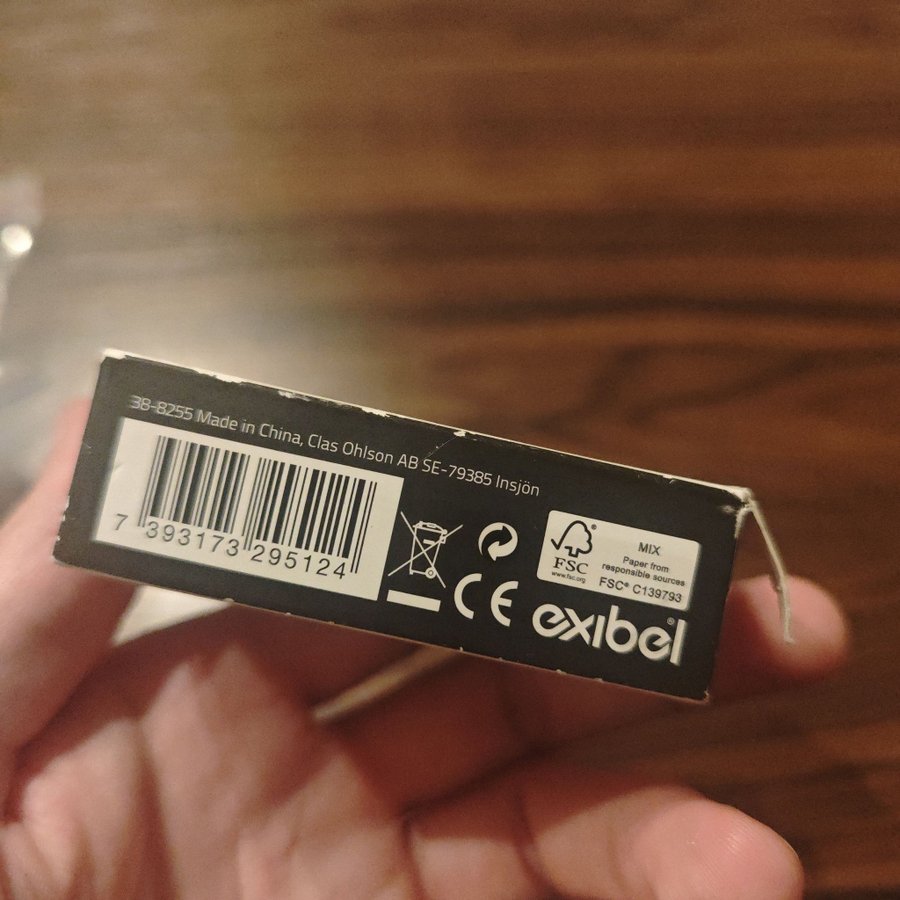 38-8255 Made in China, Clas Ohlson AB SE-79385 Insjön
7 393173 295124
FSC®
www.fsc.org
MIX
Paper from
responsible sources
FSC® C139793
CE
exibel®